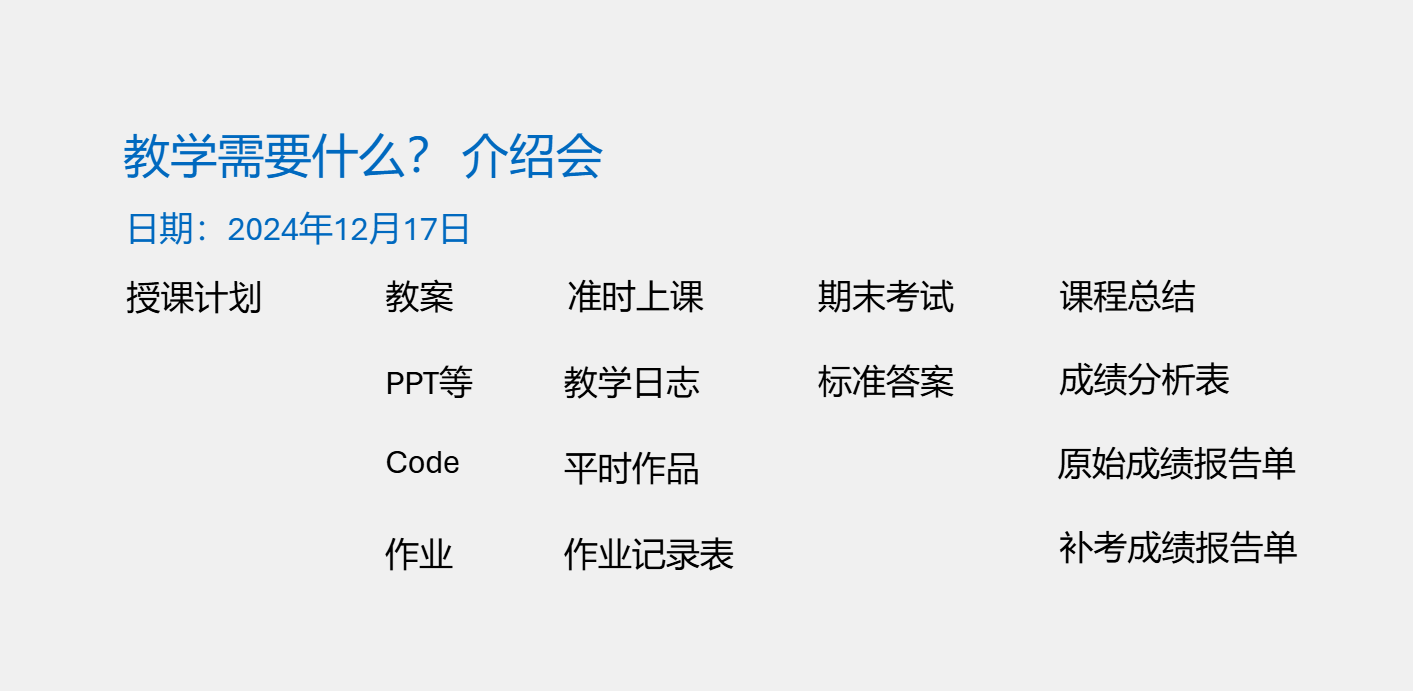 教学需要什么？ 介绍会
日期：2024年12月17日
授课计划 教案 准时上课 期末考试 课程总结
PPT等 教学日志 标准答案 成绩分析表
Code 平时作品 原始成绩报告单
作业 作业记录表 补考成绩报告单